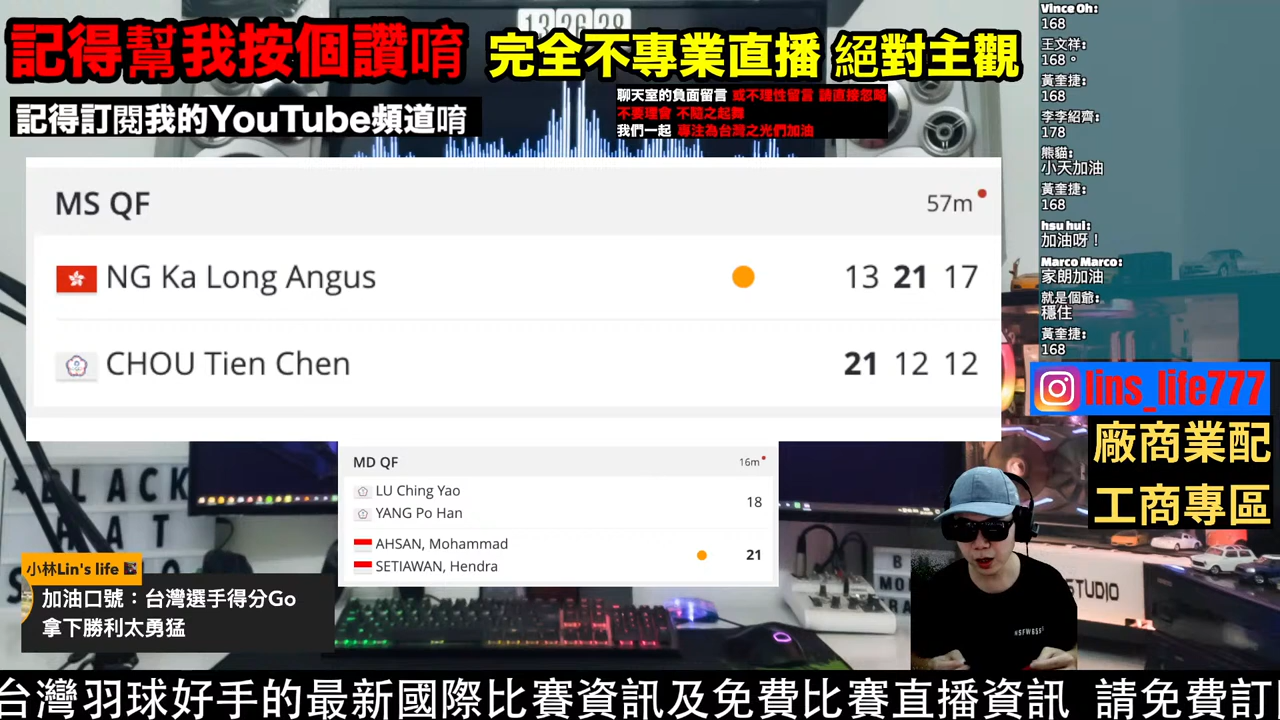 13 26 28
記得幫我按個讚唷
完全不專業直播 絕對主觀
記得訂閱我的YouTube頻道唷
聊天室的負面留言 或不理性留言 請直接忽略
不要理會 不隨之起舞
我們一起 專注為台灣之光們加油
MS QF
57m
NG Ka Long Angus
13 21 17
CHOU Tien Chen
21 12 12
MD QF
16m
LU Ching Yao
YANG Po Han
18
AHSAN, Mohammad
SETIAWAN, Hendra
21
Vince Oh:
168
王文祥:
168。
黃奎捷:
168
李李紹齊:
178
熊貓:
小天加油
黃奎捷:
168
hsu hui:
加油呀！
Marco Marco:
家朗加油
就是個爺:
穩住
黃奎捷:
168
lins_life777
廠商業配
工商專區
BLACK
小林Lin's life
加油口號：台灣選手得分Go
拿下勝利太勇猛
STUDIO
台灣羽球好手的最新國際比賽資訊及免費比賽直播資訊 請免費訂